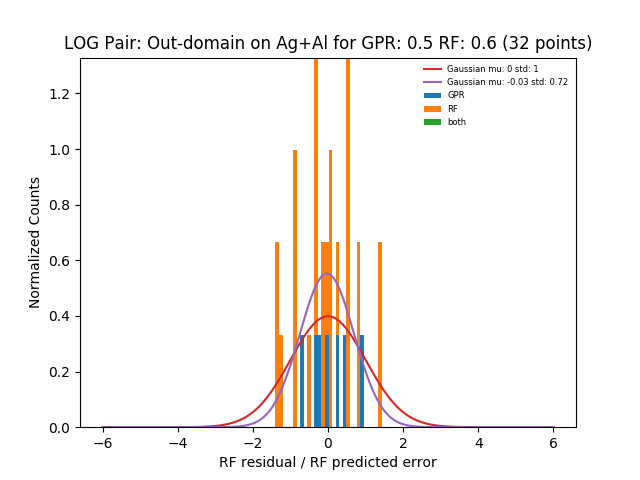 LOG Pair: Out-domain on Ag+Al for GPR: 0.5 RF: 0.6 (32 points)
Gaussian mu: 0 std: 1
Gaussian mu: -0.03 std: 0.72
GPR
RF
both
Normalized Counts
1.2
1.0
0.8
0.6
0.4
0.2
0.0
−6 −4 −2 0 2 4 6
RF residual / RF predicted error